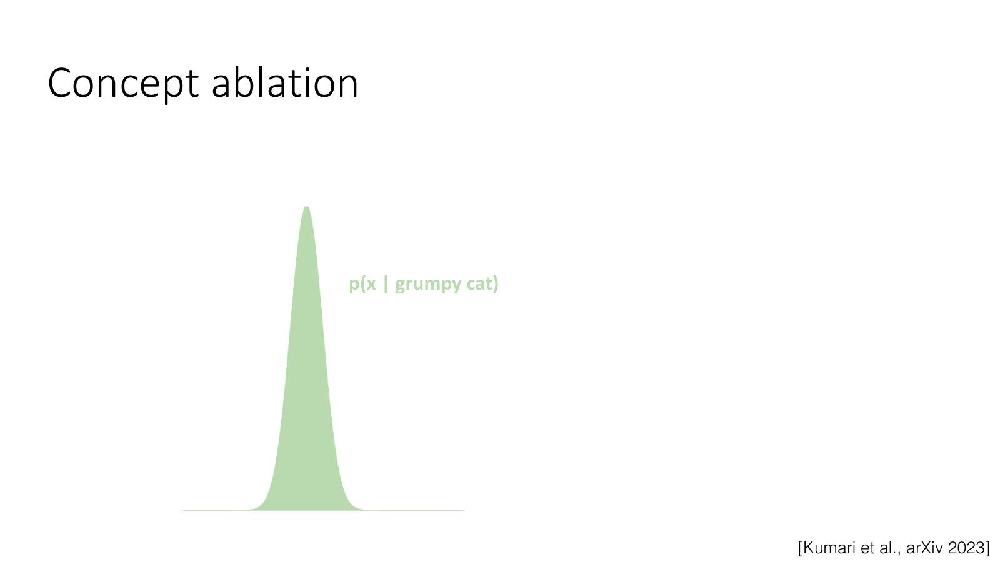 Concept ablation
p(x | grumpy cat)
[Kumari et al., arXiv 2023]